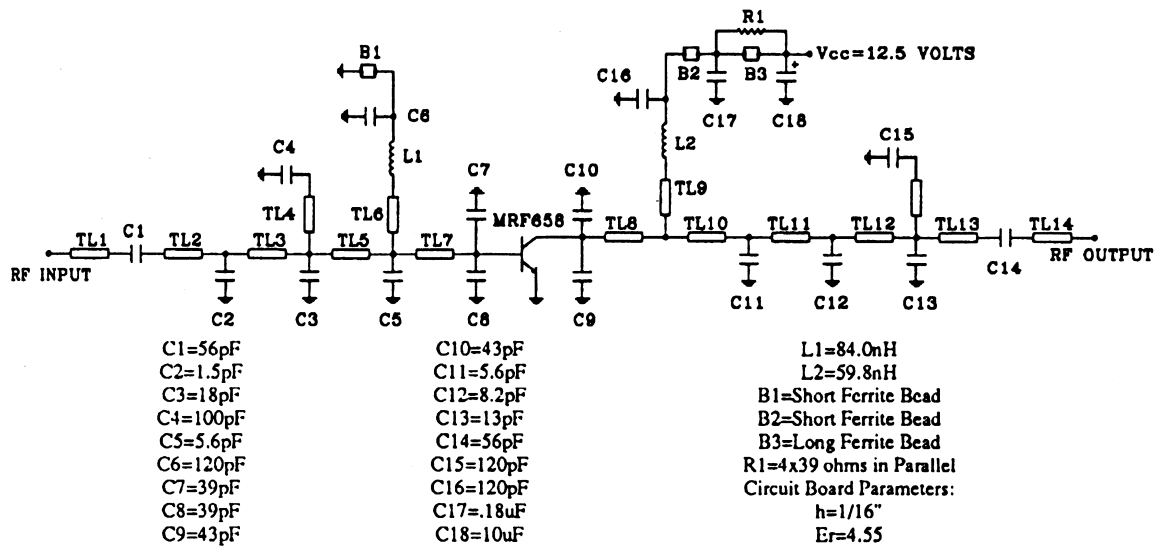 R1
B1
B2
B3
Vcc=12.5 VOLTS
C16
C17
C18
C6
L1
L2
C4
C7
C10
C15
TL9
MRF658
TL4
TL6
TL1
C1
TL2
TL3
TL5
TL7
TL8
TL10
TL11
TL12
TL13
TL14
RF INPUT
RF OUTPUT
C14
C2
C3
C5
C8
C9
C11
C12
C13
C1=56pF
C2=1.5pF
C3=18pF
C4=100pF
C5=5.6pF
C6=120pF
C7=39pF
C8=39pF
C9=43pF
C10=43pF
C11=5.6pF
C12=8.2pF
C13=13pF
C14=56pF
C15=120pF
C16=120pF
C17=.18uF
C18=10uF
L1=84.0nH
L2=59.8nH
B1=Short Ferrite Bead
B2=Short Ferrite Bead
B3=Long Ferrite Bead
R1=4x39 ohms in Parallel
Circuit Board Parameters:
h=1/16"
Er=4.55